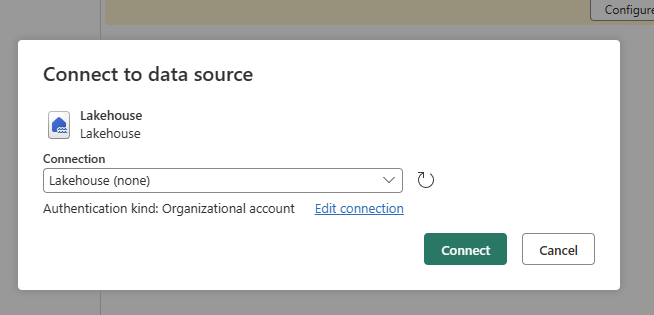 Configure
Connect to data source
Lakehouse
Lakehouse
Connection
Lakehouse (none)
Authentication kind: Organizational account Edit connection
Connect Cancel